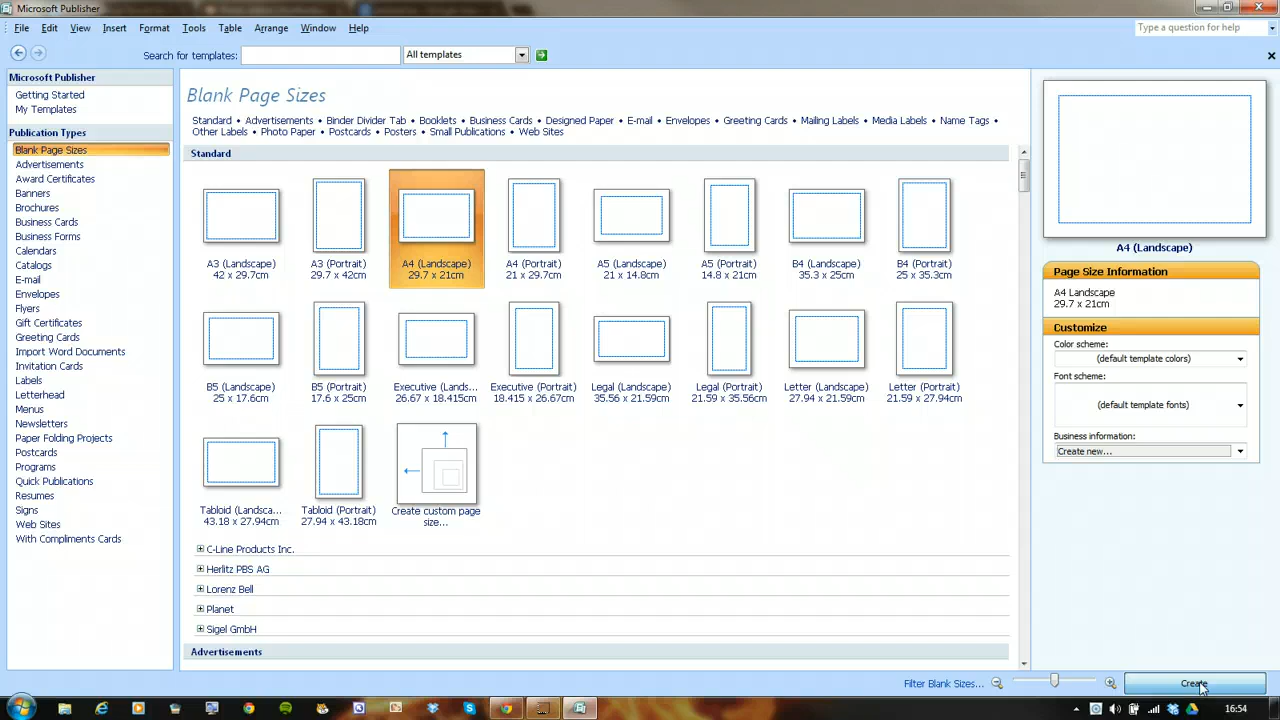 Microsoft Publisher
File Edit View Insert Format Tools Table Arrange Window Help
Type a question for help
Search for templates:
All templates
Microsoft Publisher
Getting Started
My Templates
Publication Types
Blank Page Sizes
Advertisements
Award Certificates
Banners
Brochures
Business Cards
Business Forms
Calendars
Catalogs
E-mail
Envelopes
Flyers
Gift Certificates
Greeting Cards
Import Word Documents
Invitation Cards
Labels
Letterhead
Menus
Newsletters
Paper Folding Projects
Postcards
Programs
Quick Publications
Resumes
Signs
Web Sites
With Compliments Cards
Blank Page Sizes
Standard • Advertisements • Binder Divider Tab • Booklets • Business Cards • Designed Paper • E-mail • Envelopes • Greeting Cards • Mailing Labels • Media Labels • Name Tags •
Other Labels • Photo Paper • Postcards • Posters • Small Publications • Web Sites
Standard
A3 (Landscape) A3 (Portrait) A4 (Landscape) A4 (Portrait) A5 (Landscape) A5 (Portrait) B4 (Landscape) B4 (Portrait)
42 x 29.7cm 29.7 x 42cm 29.7 x 21cm 21 x 29.7cm 21 x 14.8cm 14.8 x 21cm 35.3 x 25cm 25 x 35.3cm
B5 (Landscape) B5 (Portrait) Executive (Lands... Executive (Portrait) Legal (Landscape) Legal (Portrait) Letter (Landscape) Letter (Portrait)
25 x 17.6cm 17.6 x 25cm 26.67 x 18.415cm 18.415 x 26.67cm 35.56 x 21.59cm 21.59 x 35.56cm 27.94 x 21.59cm 21.59 x 27.94cm
Tabloid (Landsca... Tabloid (Portrait) Create custom page
43.18 x 27.94cm 27.94 x 43.18cm size...
C-Line Products Inc.
Herlitz PBS AG
Lorenz Bell
Planet
Sigel GmbH
Advertisements
A4 (Landscape)
Page Size Information
A4 Landscape
29.7 x 21cm
Customize
Color scheme:
(default template colors)
Font scheme:
(default template fonts)
Business information:
Create new...
Filter Blank Sizes...
Create
16:54